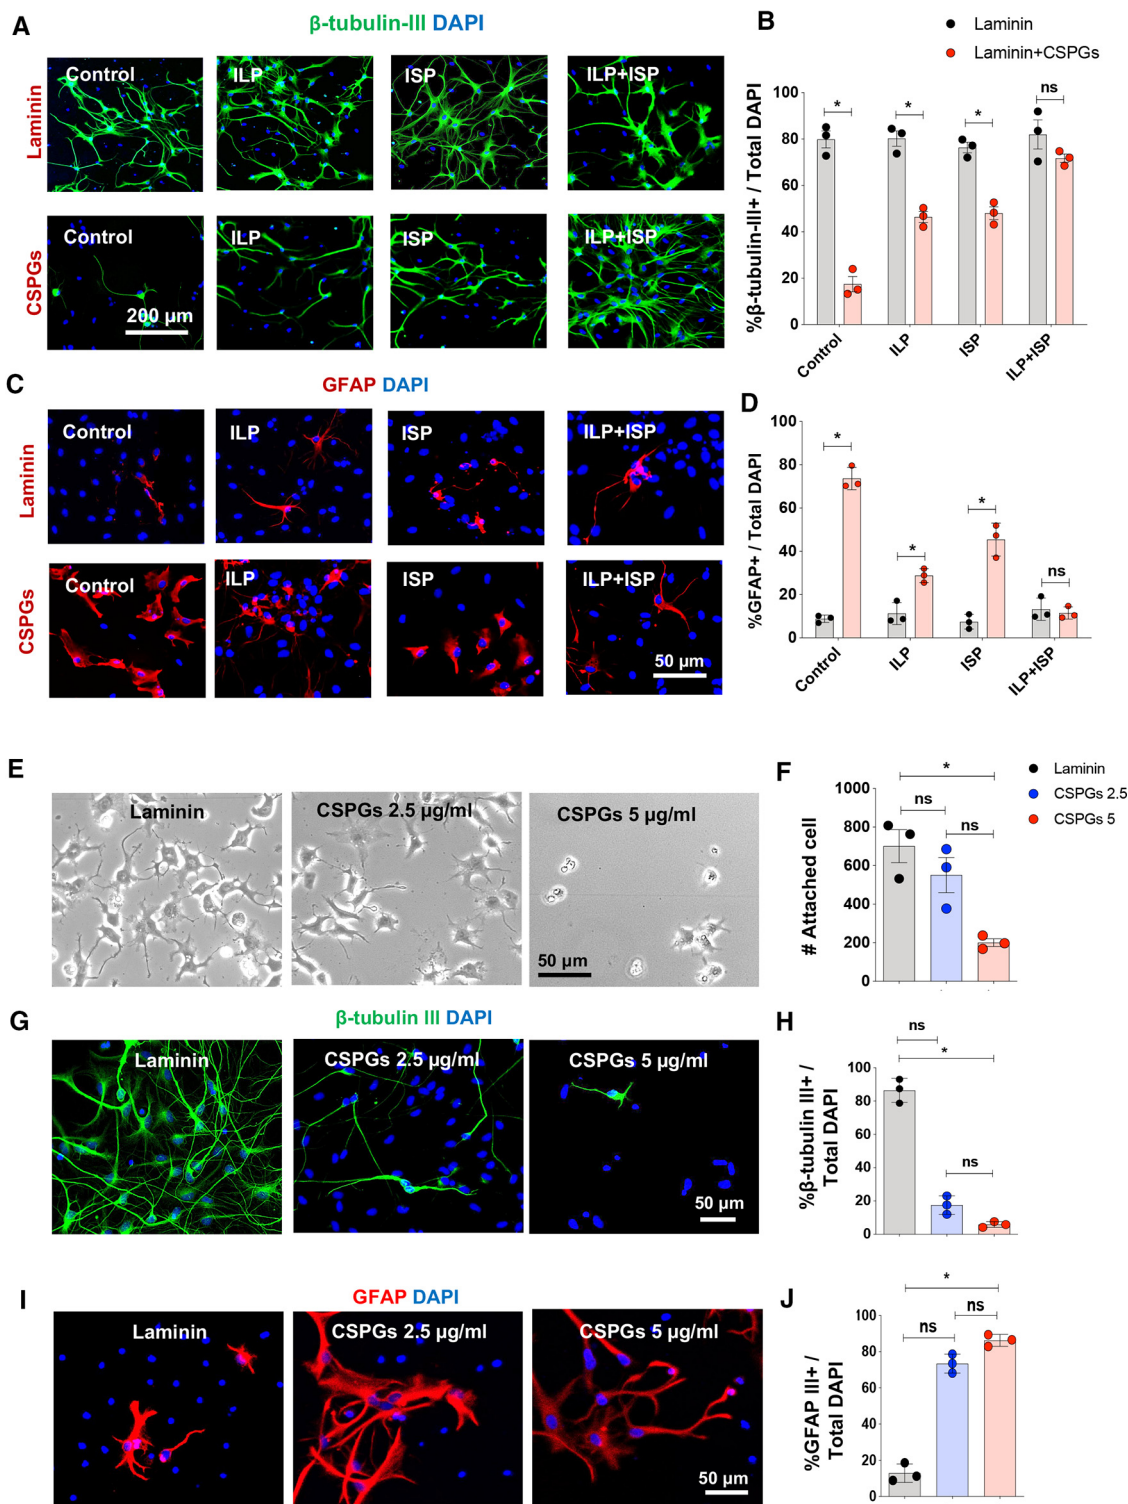 A
β-tubulin-III DAPI
Laminin
Control
ILP
ISP
ILP+ISP
CSPGs
Control
ILP
ISP
ILP+ISP
200 µm
B
Laminin
Laminin+CSPGs
%β-tubulin-III+ / Total DAPI
100
80
60
40
20
0
*
*
*
ns
Control
ILP
ISP
ILP+ISP
C
GFAP DAPI
Laminin
Control
ILP
ISP
ILP+ISP
CSPGs
Control
ILP
ISP
ILP+ISP
50 µm
D
%GFAP+ / Total DAPI
100
80
60
40
20
0
*
*
*
ns
Control
ILP
ISP
ILP+ISP
E
Laminin
CSPGs 2.5 µg/ml
CSPGs 5 µg/ml
50 µm
F
Laminin
CSPGs 2.5
CSPGs 5
# Attached cell
1000
800
600
400
200
0
*
ns
ns
G
β-tubulin III DAPI
Laminin
CSPGs 2.5 µg/ml
CSPGs 5 µg/ml
50 µm
H
%β-tubulin III+ /
Total DAPI
100
80
60
40
20
0
ns
*
ns
I
GFAP DAPI
Laminin
CSPGs 2.5 µg/ml
CSPGs 5 µg/ml
50 µm
J
%GFAP III+ /
Total DAPI
100
80
60
40
20
0
*
ns
ns